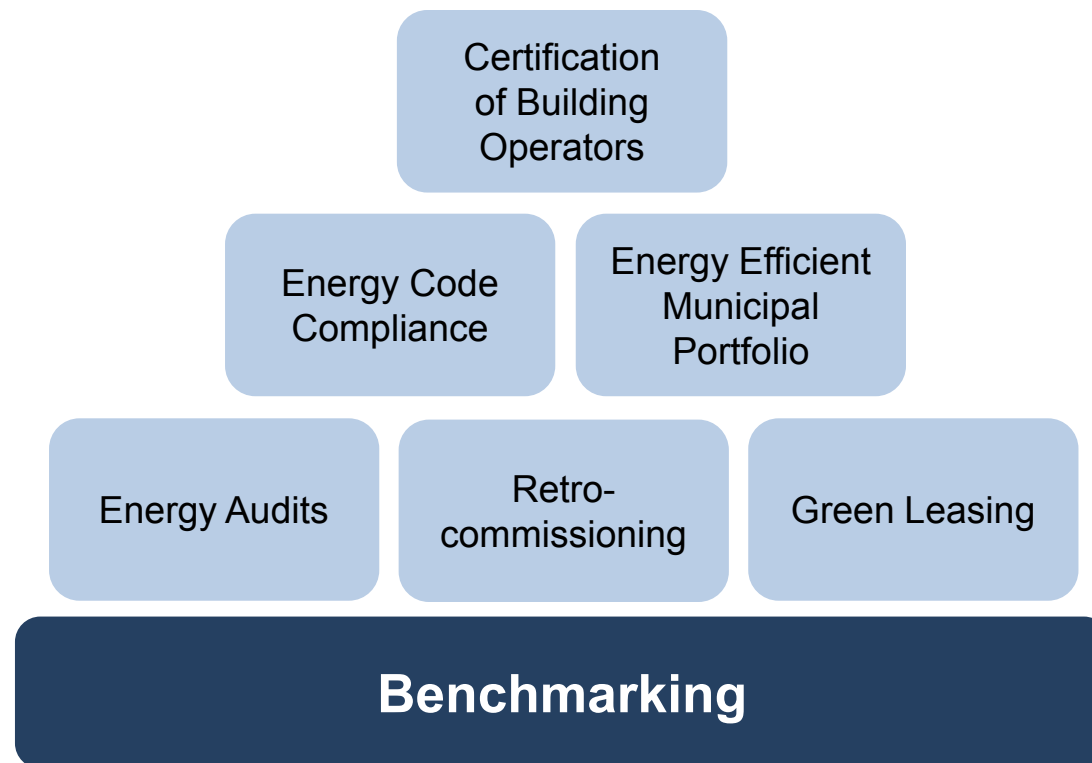 Certification
of Building
Operators
Energy Code
Compliance
Energy Efficient
Municipal
Portfolio
Energy Audits
Retro-
commissioning
Green Leasing
Benchmarking